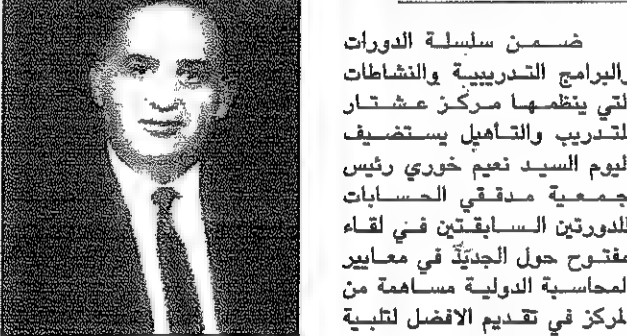 ضمن سلسلة الدورات
والبرامج التدريبية والنشاطات
التي ينظمها مركز عشتار
للتدريب والتأهيل يستضيف
اليوم السيد نعيم خوري رئيس
جمعية مدققي الحسابات
للدورتين السابقتين في لقاء
مفتوح حول الجديد في معايير
المحاسبة الدولية مساهمة من
المركز في تقديم الافضل لتلبية